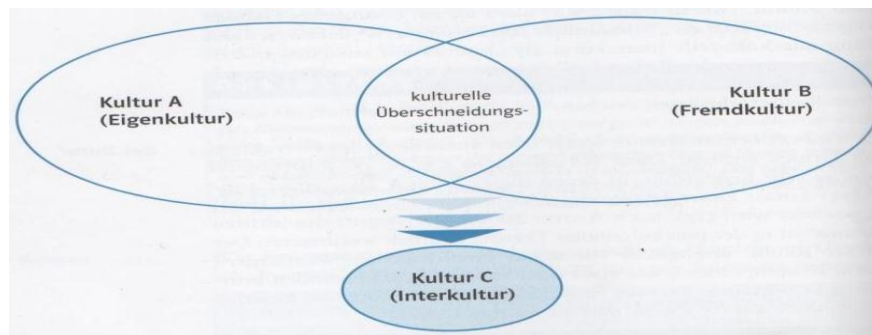 Kultur A
(Eigenkultur)
kulturelle
Überschneidungs-
situation
Kultur B
(Fremdkultur)
Kultur C
(Interkultur)